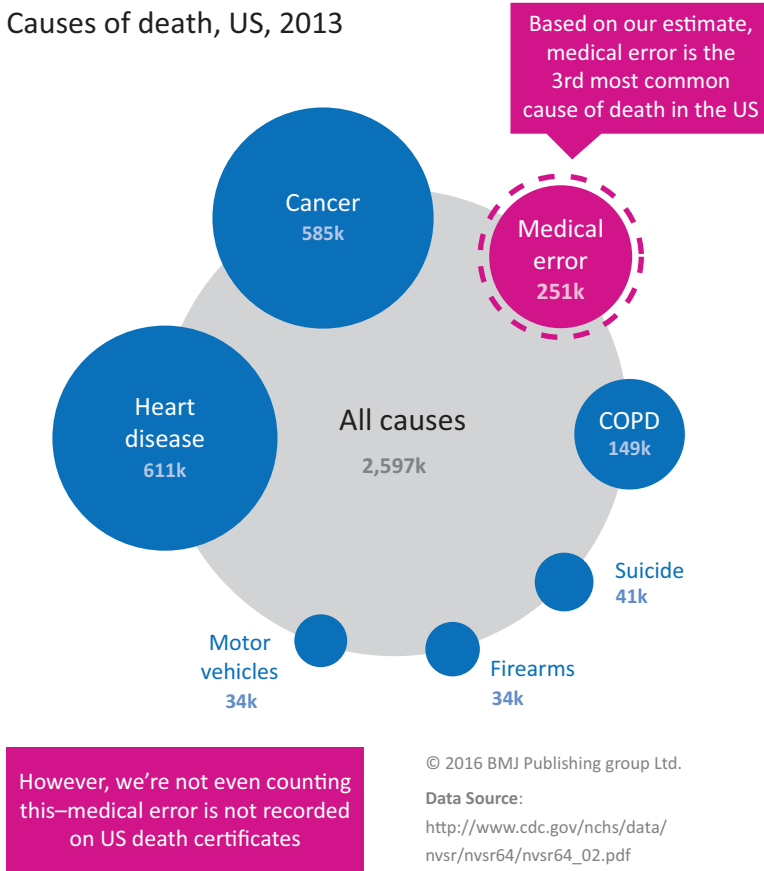 Causes of death, US, 2013
Based on our estimate,
medical error is the
3rd most common
cause of death in the US
Cancer
585k
Medical
error
251k
Heart
disease
611k
All causes
2,597k
COPD
149k
Suicide
41k
Motor
vehicles
34k
Firearms
34k
However, we’re not even counting
this–medical error is not recorded
on US death certificates
© 2016 BMJ Publishing group Ltd.
Data Source:
http://www.cdc.gov/nchs/data/
nvsr/nvsr64/nvsr64_02.pdf